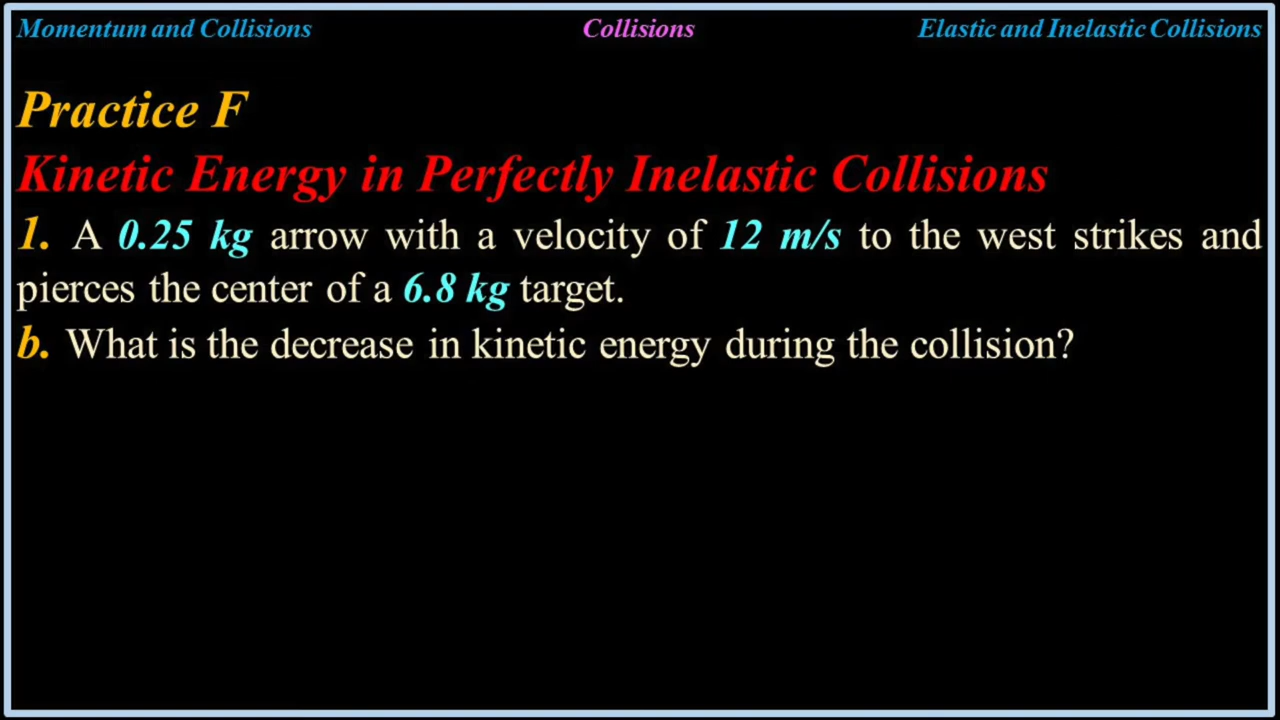 Momentum and Collisions Collisions Elastic and Inelastic Collisions
Practice F
Kinetic Energy in Perfectly Inelastic Collisions
1. A 0.25 kg arrow with a velocity of 12 m/s to the west strikes and
pierces the center of a 6.8 kg target.
b. What is the decrease in kinetic energy during the collision?